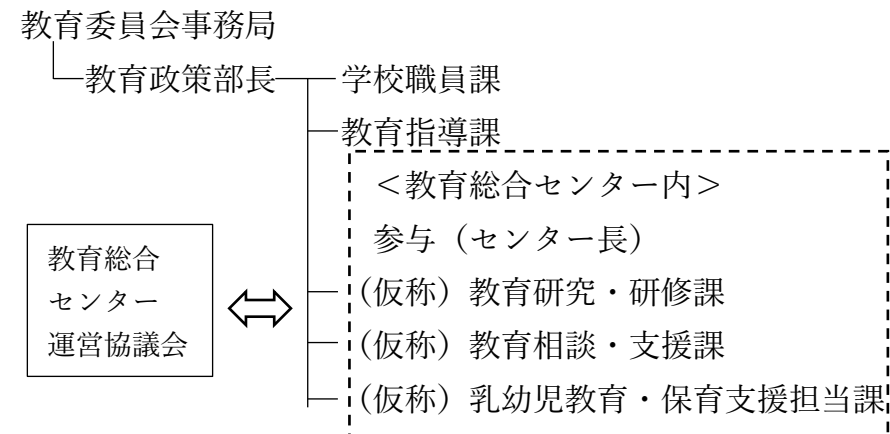 教育委員会事務局
教育政策部長
学校職員課
教育指導課
＜教育総合センター内＞
参与（センター長）
（仮称）教育研究・研修課
（仮称）教育相談・支援課
（仮称）乳幼児教育・保育支援担当課
教育総合
センター
運営協議会